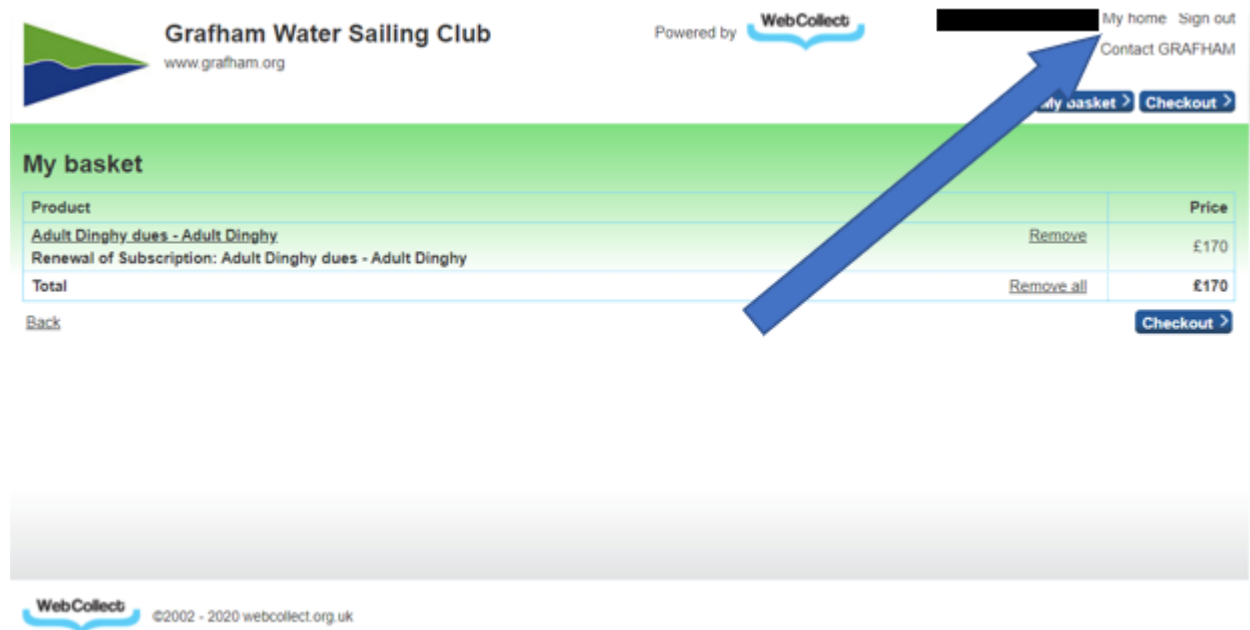 Grafham Water Sailing Club
www.grafham.org
Powered by WebCollect
My home Sign out
Contact GRAFHAM
My basket > Checkout >
My basket
Product Price
Adult Dinghy dues - Adult Dinghy Remove £170
Renewal of Subscription: Adult Dinghy dues - Adult Dinghy
Total Remove all £170
Back Checkout >
WebCollect ©2002 - 2020 webcollect.org.uk